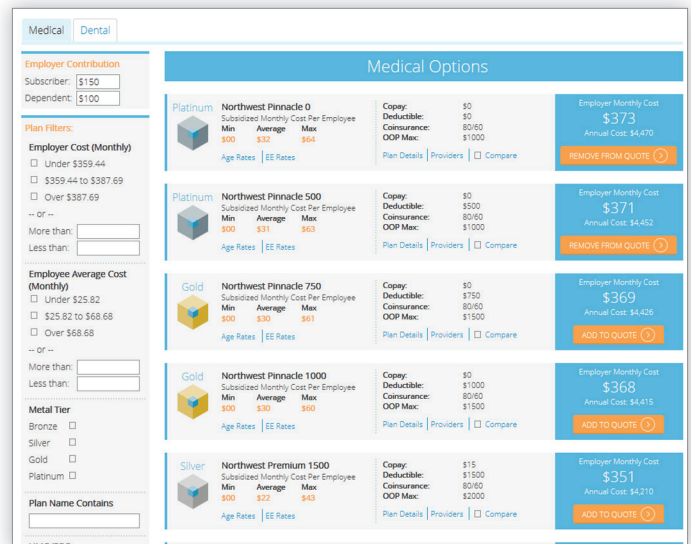 Medical Dental
Employer Contribution
Subscriber: $150
Dependent: $100
Plan Filters:
Employer Cost (Monthly)
Under $359.44
$359.44 to $387.69
Over $387.69
-- or --
More than:
Less than:
Employee Average Cost
(Monthly)
Under $25.82
$25.82 to $68.68
Over $68.68
-- or --
More than:
Less than:
Metal Tier
Bronze
Silver
Gold
Platinum
Plan Name Contains
Medical Options
Platinum
Northwest Pinnacle 0
Subsidized Monthly Cost Per Employee
Min Average Max
$00 $32 $64
Age Rates | EE Rates
Copay: $0
Deductible: $0
Coinsurance: 80/60
OOP Max: $1000
Plan Details | Providers | Compare
Employer Monthly Cost
$373
Annual Cost: $4,470
REMOVE FROM QUOTE
Platinum
Northwest Pinnacle 500
Subsidized Monthly Cost Per Employee
Min Average Max
$00 $31 $63
Age Rates | EE Rates
Copay: $0
Deductible: $500
Coinsurance: 80/60
OOP Max: $1000
Plan Details | Providers | Compare
Employer Monthly Cost
$371
Annual Cost: $4,452
REMOVE FROM QUOTE
Gold
Northwest Pinnacle 750
Subsidized Monthly Cost Per Employee
Min Average Max
$00 $30 $61
Age Rates | EE Rates
Copay: $0
Deductible: $750
Coinsurance: 80/60
OOP Max: $1500
Plan Details | Providers | Compare
Employer Monthly Cost
$369
Annual Cost: $4,426
ADD TO QUOTE
Gold
Northwest Pinnacle 1000
Subsidized Monthly Cost Per Employee
Min Average Max
$00 $30 $60
Age Rates | EE Rates
Copay: $0
Deductible: $1000
Coinsurance: 80/60
OOP Max: $1500
Plan Details | Providers | Compare
Employer Monthly Cost
$368
Annual Cost: $4,415
ADD TO QUOTE
Silver
Northwest Premium 1500
Subsidized Monthly Cost Per Employee
Min Average Max
$00 $22 $43
Age Rates | EE Rates
Copay: $15
Deductible: $1500
Coinsurance: 80/60
OOP Max: $2000
Plan Details | Providers | Compare
Employer Monthly Cost
$351
Annual Cost: $4,210
ADD TO QUOTE